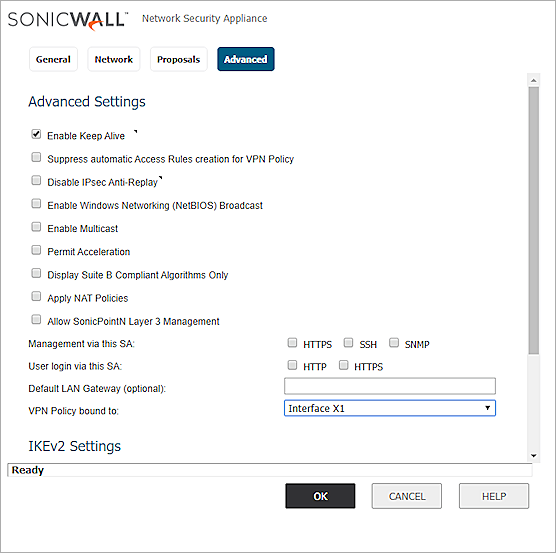 SONICWALL™ Network Security Appliance
General Network Proposals Advanced
Advanced Settings
Enable Keep Alive
Suppress automatic Access Rules creation for VPN Policy
Disable IPsec Anti-Replay
Enable Windows Networking (NetBIOS) Broadcast
Enable Multicast
Permit Acceleration
Display Suite B Compliant Algorithms Only
Apply NAT Policies
Allow SonicPointN Layer 3 Management
Management via this SA: HTTPS SSH SNMP
User login via this SA: HTTP HTTPS
Default LAN Gateway (optional):
VPN Policy bound to: Interface X1
IKEv2 Settings
Ready
OK CANCEL HELP